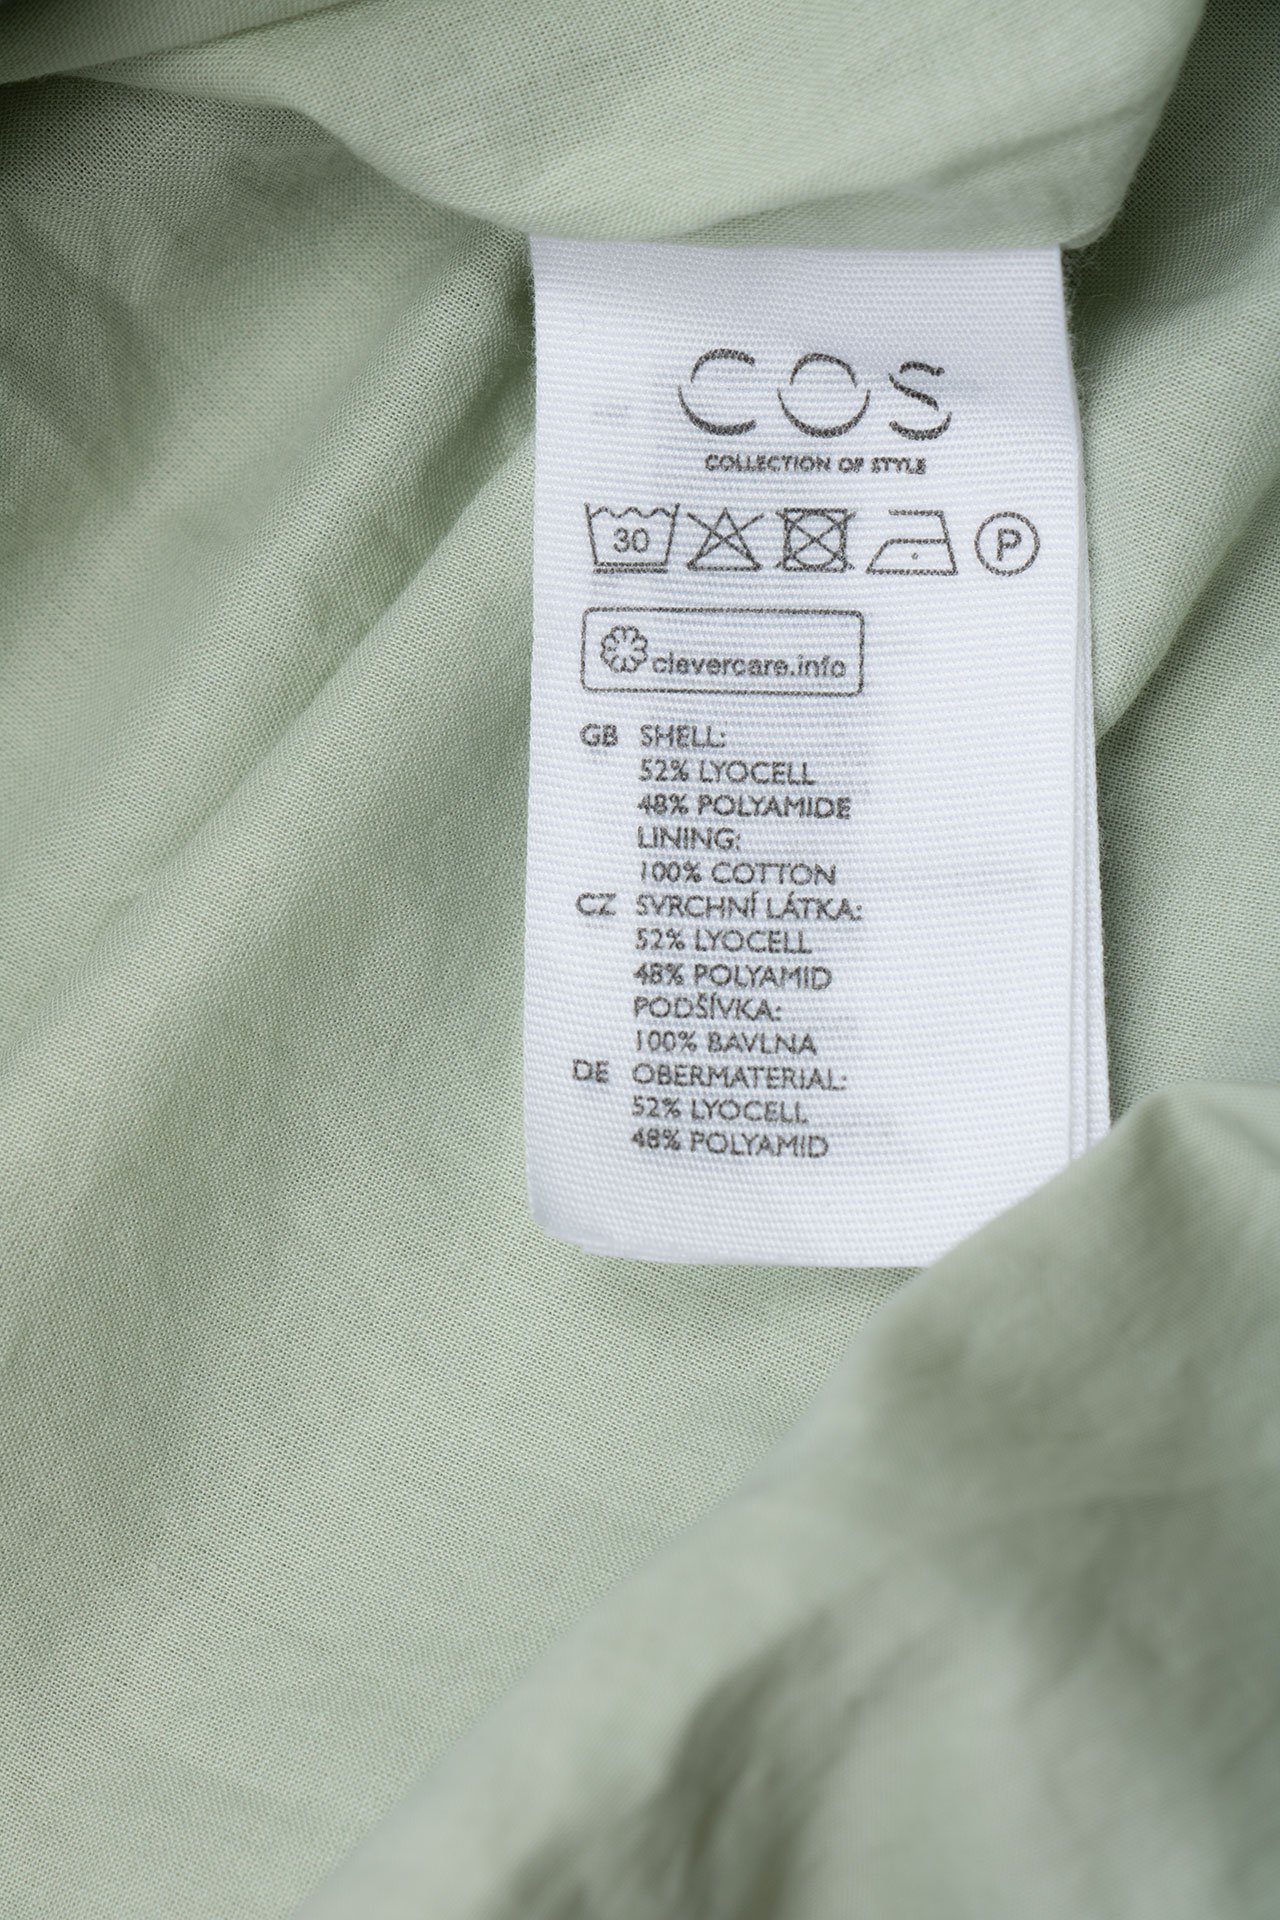 COS
COLLECTION OF STYLE
30 P
clevercare.info
GB SHELL:
52% LYOCELL
48% POLYAMIDE
LINING:
100% COTTON
CZ SVRCHNÍ LÁTKA:
52% LYOCELL
48% POLYAMID
PODŠÍVKA:
100% BAVLNA
DE OBERMATERIAL:
52% LYOCELL
48% POLYAMID